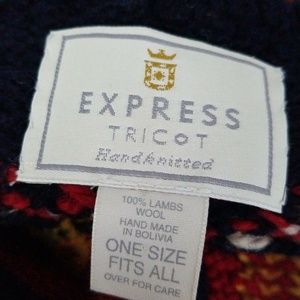 EXPRESS
TRICOT
Handknitted
100% LAMBS
WOOL
HAND MADE
IN BOLIVIA
ONE SIZE
FITS ALL
OVER FOR CARE